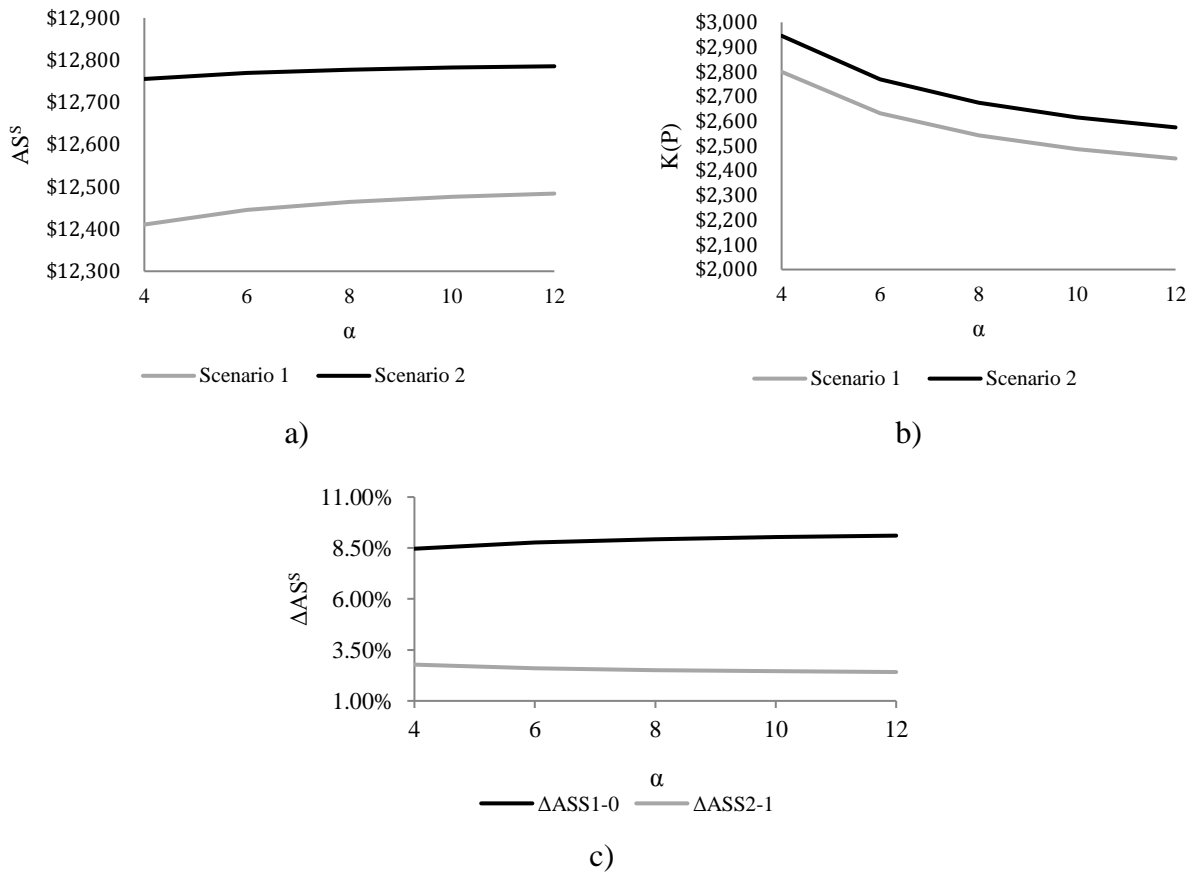 $12,900
$12,800
$12,700
$12,600
$12,500
$12,400
$12,300
ASˢ
4 6 8 10 12
α
Scenario 1 Scenario 2
a)
$3,000
$2,900
$2,800
$2,700
$2,600
$2,500
$2,400
$2,300
$2,200
$2,100
$2,000
K(P)
4 6 8 10 12
α
Scenario 1 Scenario 2
b)
11.00%
8.50%
6.00%
3.50%
1.00%
ΔASˢ
4 6 8 10 12
α
ΔASS1-0 ΔASS2-1
c)